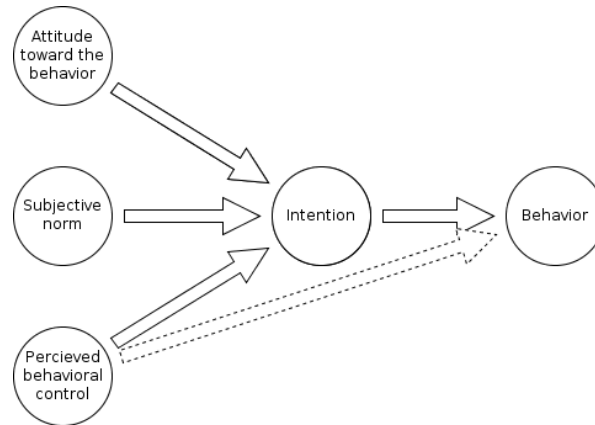 Attitude
toward the
behavior
Subjective
norm
Intention
Behavior
Percieved
behavioral
control